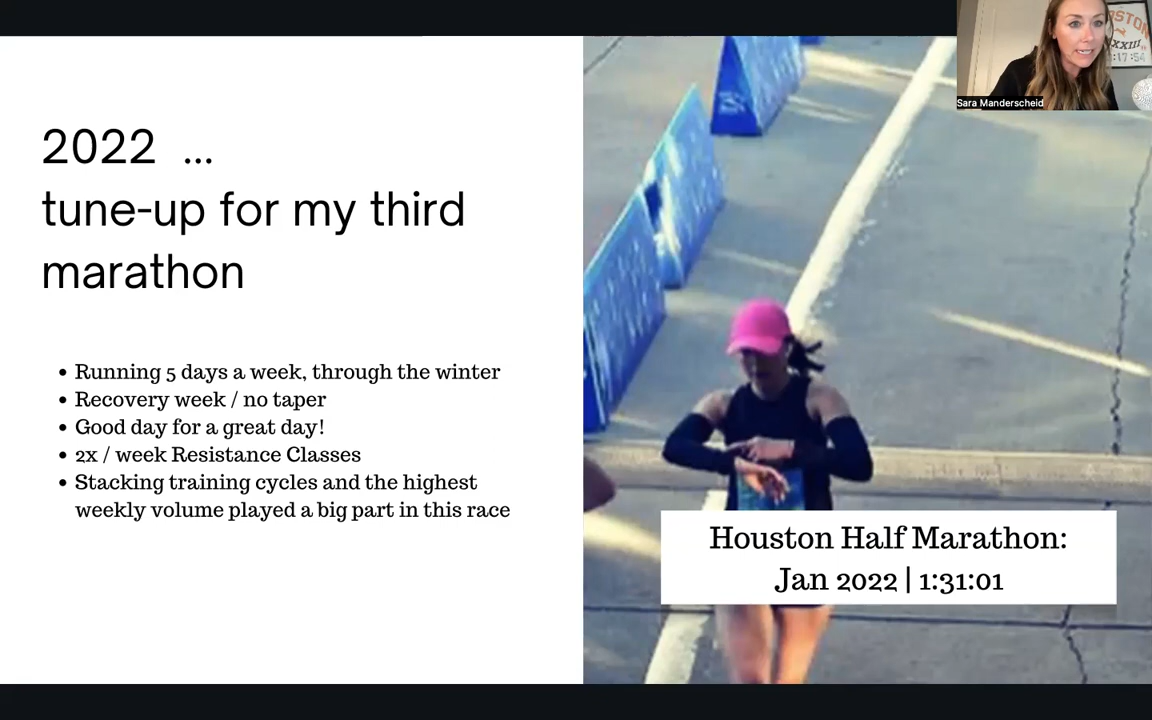 2022 ...
tune-up for my third
marathon
Running 5 days a week, through the winter
Recovery week / no taper
Good day for a great day!
2x / week Resistance Classes
Stacking training cycles and the highest
weekly volume played a big part in this race
Houston Half Marathon:
Jan 2022 | 1:31:01
Sara Manderscheid